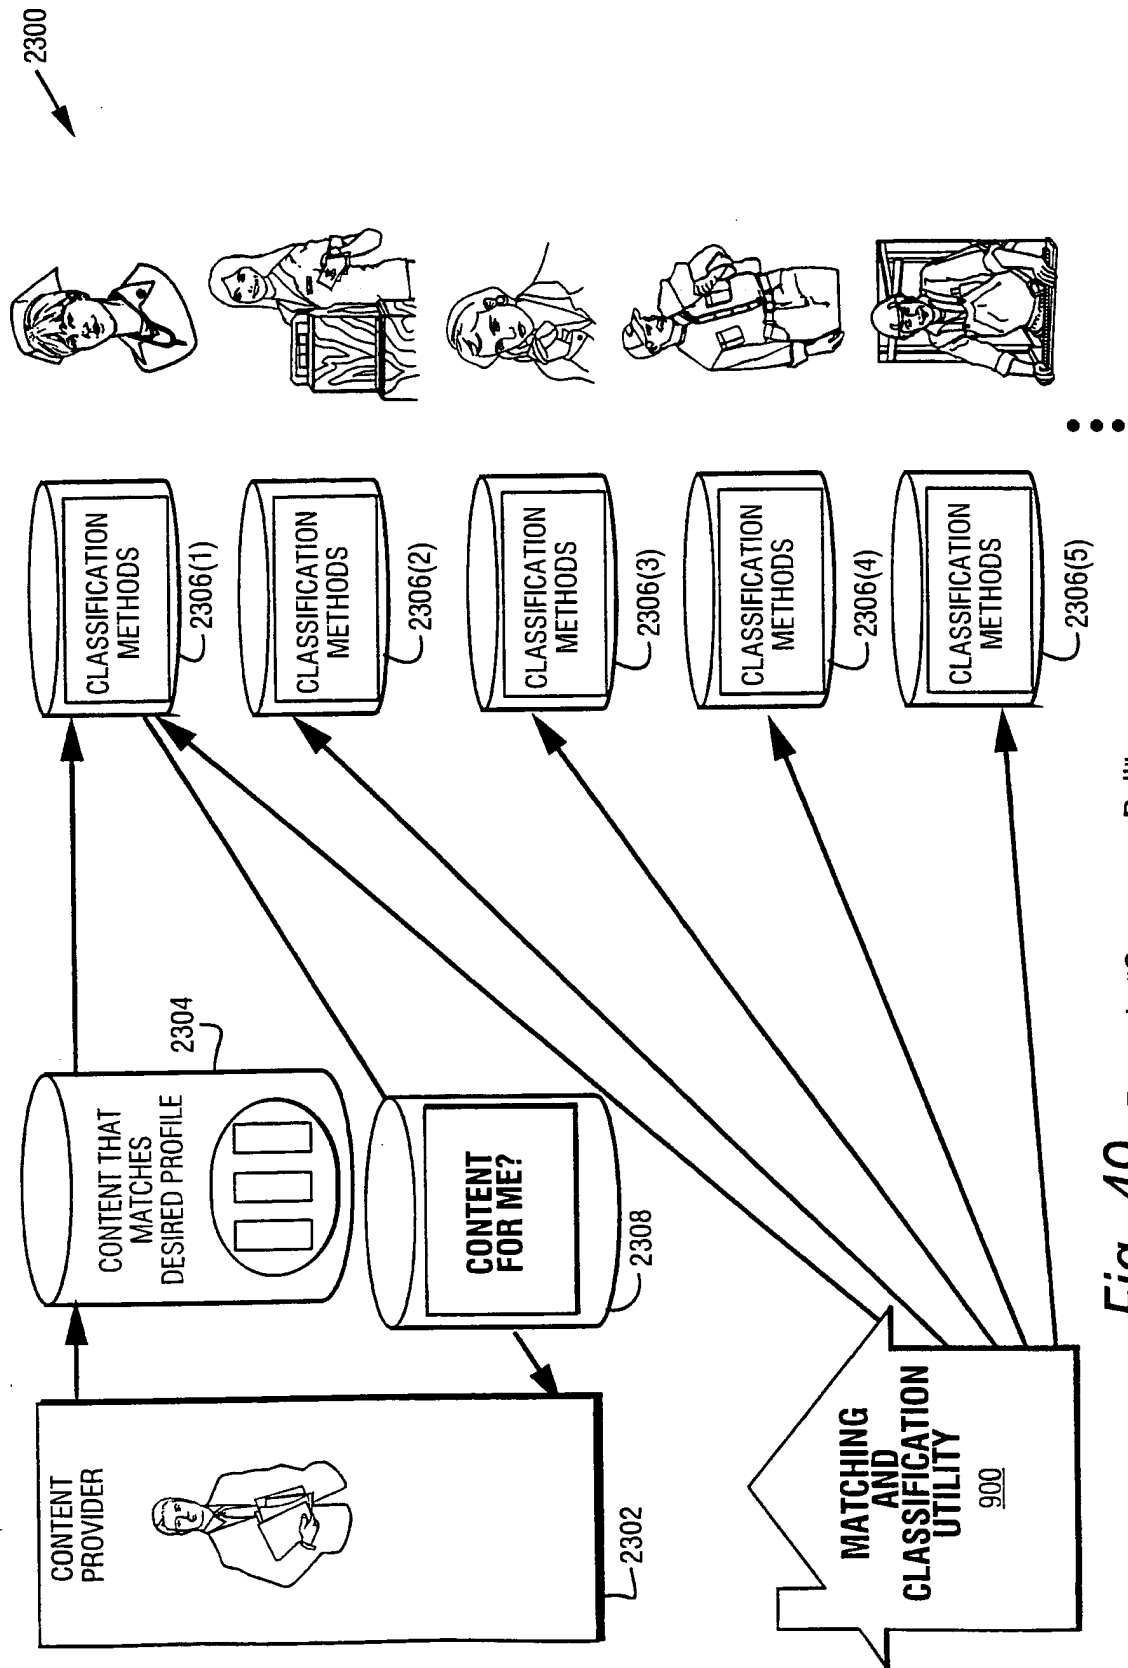 2300
CONTENT
PROVIDER
2302
CONTENT THAT
MATCHES
DESIRED PROFILE
2304
CONTENT
FOR ME?
2308
CLASSIFICATION
METHODS
2306(1)
CLASSIFICATION
METHODS
2306(2)
CLASSIFICATION
METHODS
2306(3)
CLASSIFICATION
METHODS
2306(4)
CLASSIFICATION
METHODS
2306(5)
MATCHING
AND
CLASSIFICATION
UTILITY
900
Fig. 49